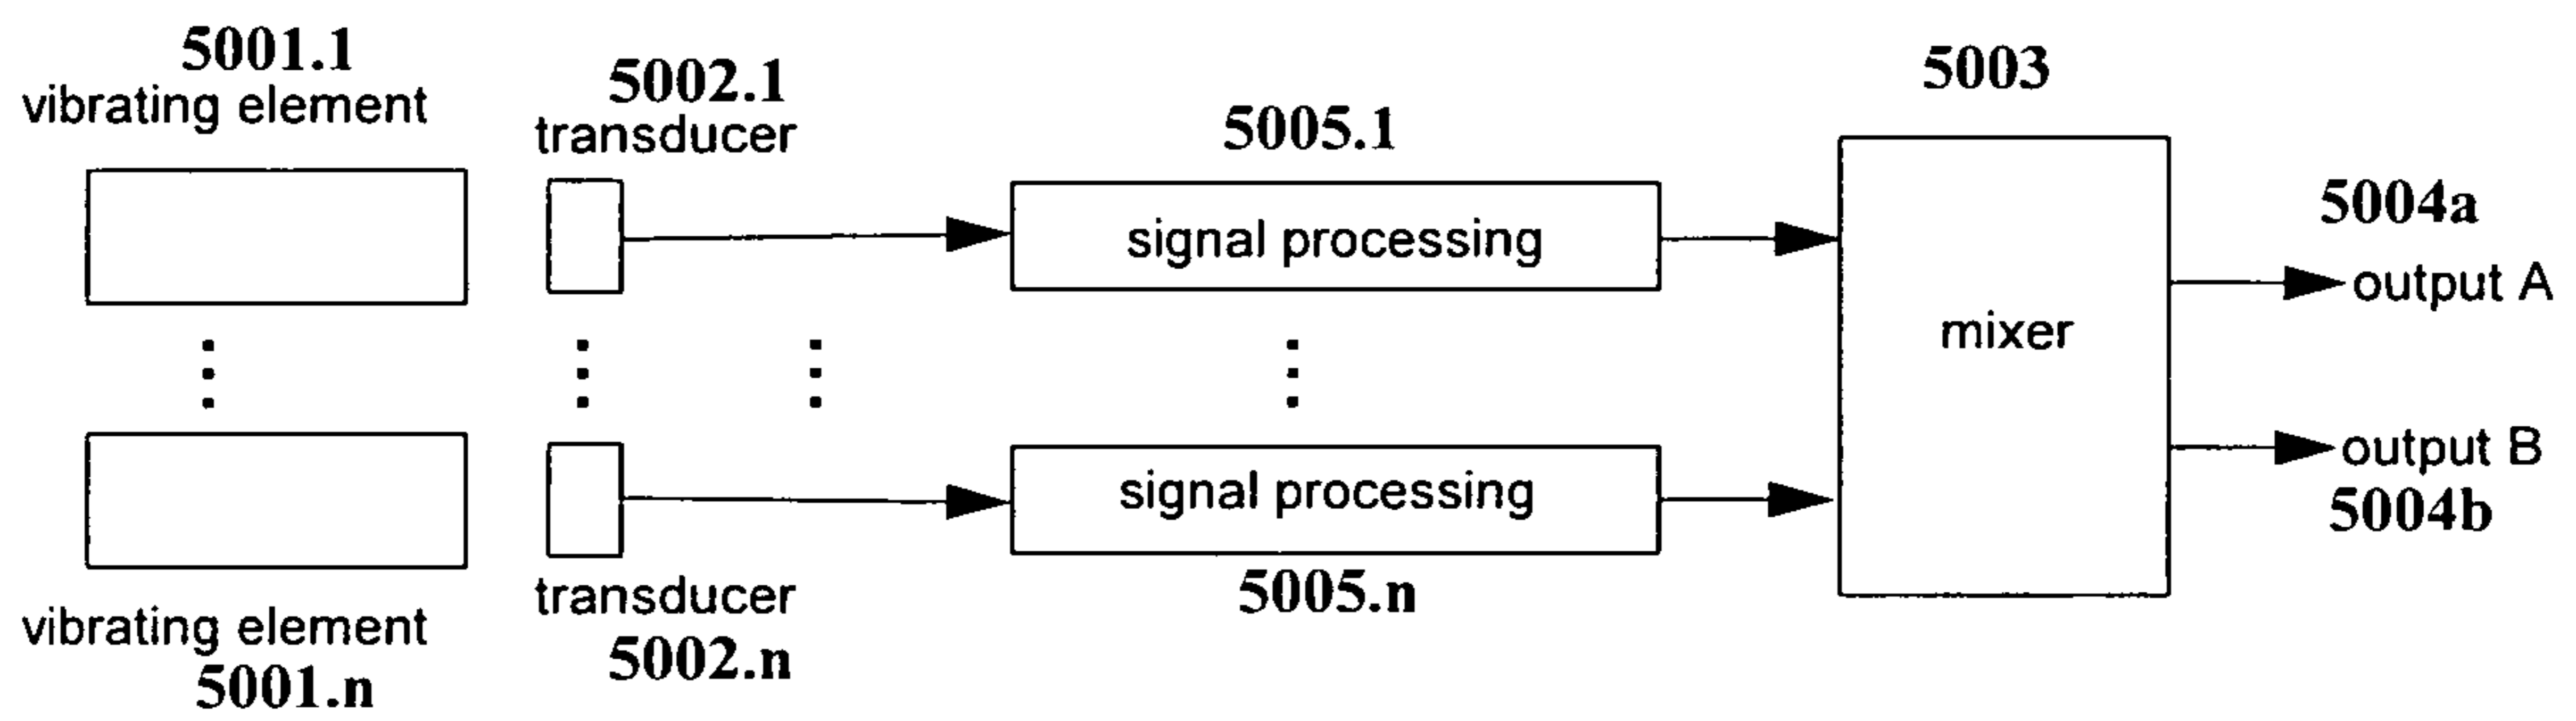 5001.1
vibrating element
5002.1
transducer
5005.1
signal processing
5003
mixer
5004a
output A
output B
5004b
signal processing
5005.n
transducer
5002.n
vibrating element
5001.n